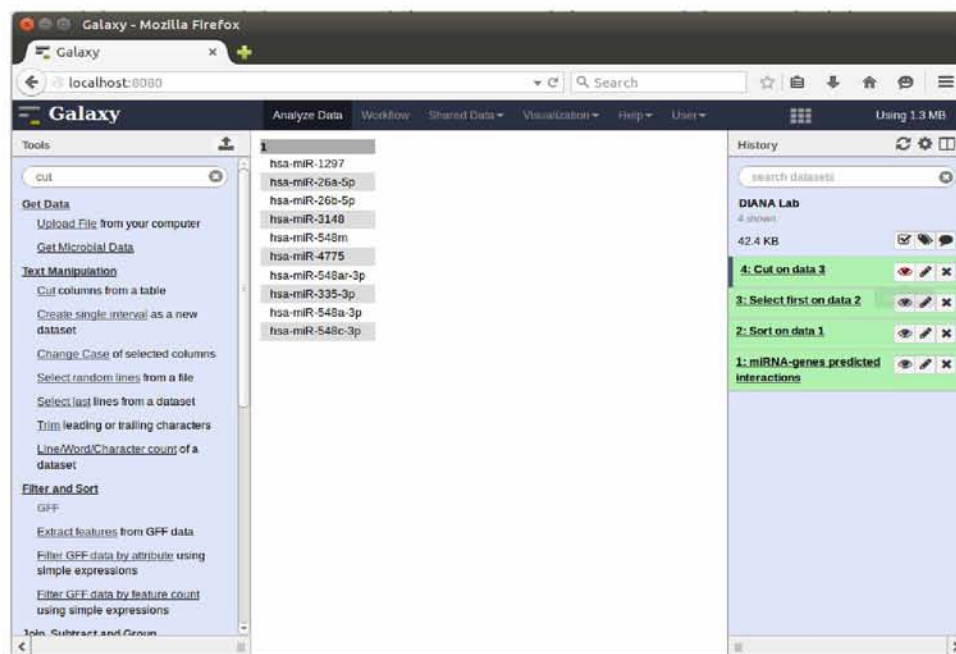 Galaxy - Mozilla Firefox
Galaxy
localhost:8080
Search
Galaxy
Analyze Data Workflow Shared Data Visualization Help User
Using 1.3 MB
Tools
cut
Get Data
Upload File from your computer
Get Microbial Data
Text Manipulation
Cut columns from a table
Create single interval as a new
dataset
Change Case of selected columns
Select random lines from a file
Select last lines from a dataset
Trim leading or trailing characters
Line/Word/Character count of a
dataset
Filter and Sort
GFF
Extract features from GFF data
Filter GFF data by attribute using
simple expressions
Filter GFF data by feature count
using simple expressions
Join, Subtract and Group
1
hsa-miR-1297
hsa-miR-26a-5p
hsa-miR-26b-5p
hsa-miR-3148
hsa-miR-548m
hsa-miR-4775
hsa-miR-548ar-3p
hsa-miR-335-3p
hsa-miR-548a-3p
hsa-miR-548c-3p
History
search datasets
DIANA Lab
4 shown
42.4 KB
4: Cut on data 3
3: Select first on data 2
2: Sort on data 1
1: miRNA-genes predicted
interactions